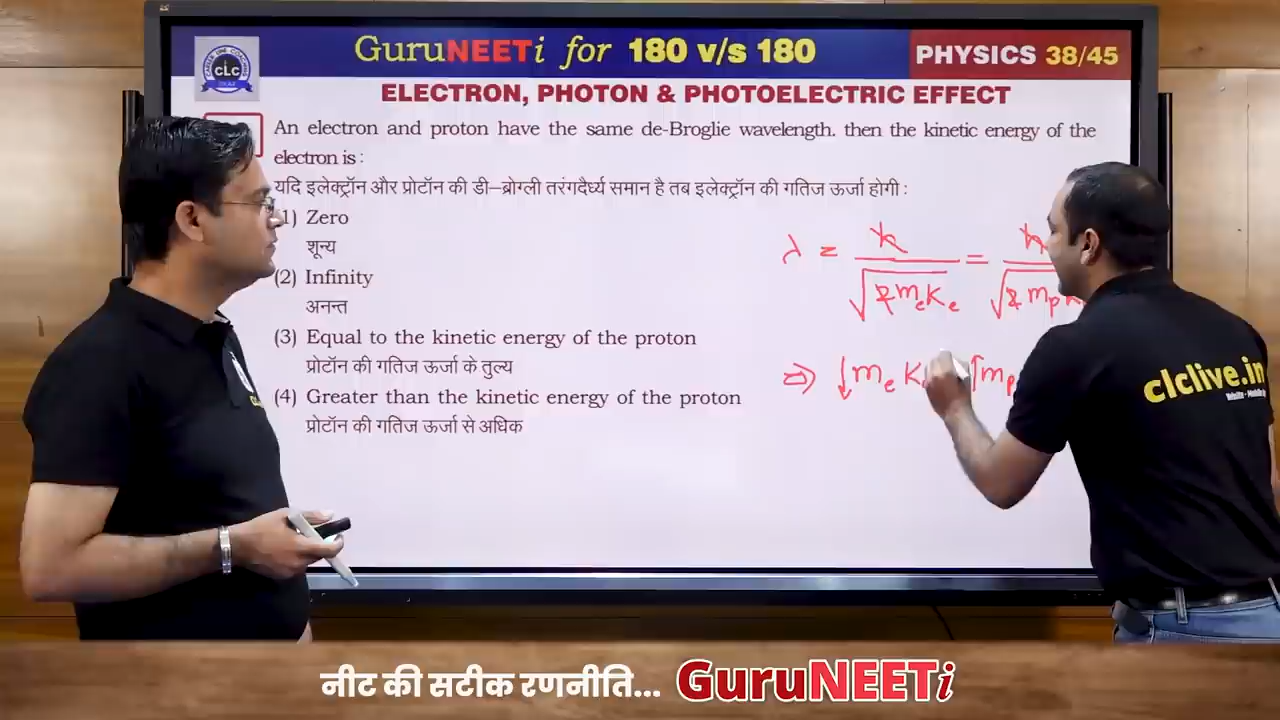 GuruNEETi for 180 v/s 180
PHYSICS 38/45
CLC
ELECTRON, PHOTON & PHOTOELECTRIC EFFECT
An electron and proton have the same de-Broglie wavelength. then the kinetic energy of the
electron is :
यदि इलेक्ट्रॉन और प्रोटॉन की डी–ब्रोग्ली तरंगदैर्घ्य समान है तब इलेक्ट्रॉन की गतिज ऊर्जा होगी :
1) Zero
शून्य
(2) Infinity
अनन्त
(3) Equal to the kinetic energy of the proton
प्रोटॉन की गतिज ऊर्जा के तुल्य
(4) Greater than the kinetic energy of the proton
प्रोटॉन की गतिज ऊर्जा से अधिक
λ = h / √2mₑKₑ = h / √2mₚK
⇒ ↓mₑ K ↑mₚ
clclive.in
नीट की सटीक रणनीति... GuruNEETi